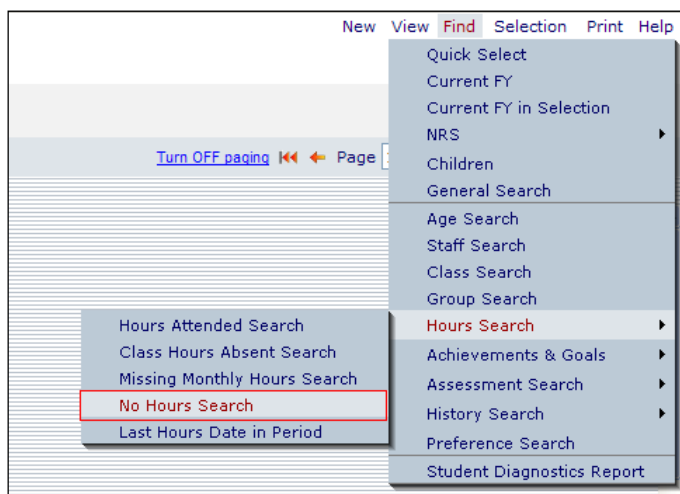 New View Find Selection Print Help
Quick Select
Current FY
Current FY in Selection
NRS
Turn OFF paging Page
Children
General Search
Age Search
Staff Search
Class Search
Group Search
Hours Search
Hours Attended Search
Class Hours Absent Search
Missing Monthly Hours Search
No Hours Search
Last Hours Date in Period
Achievements & Goals
Assessment Search
History Search
Preference Search
Student Diagnostics Report